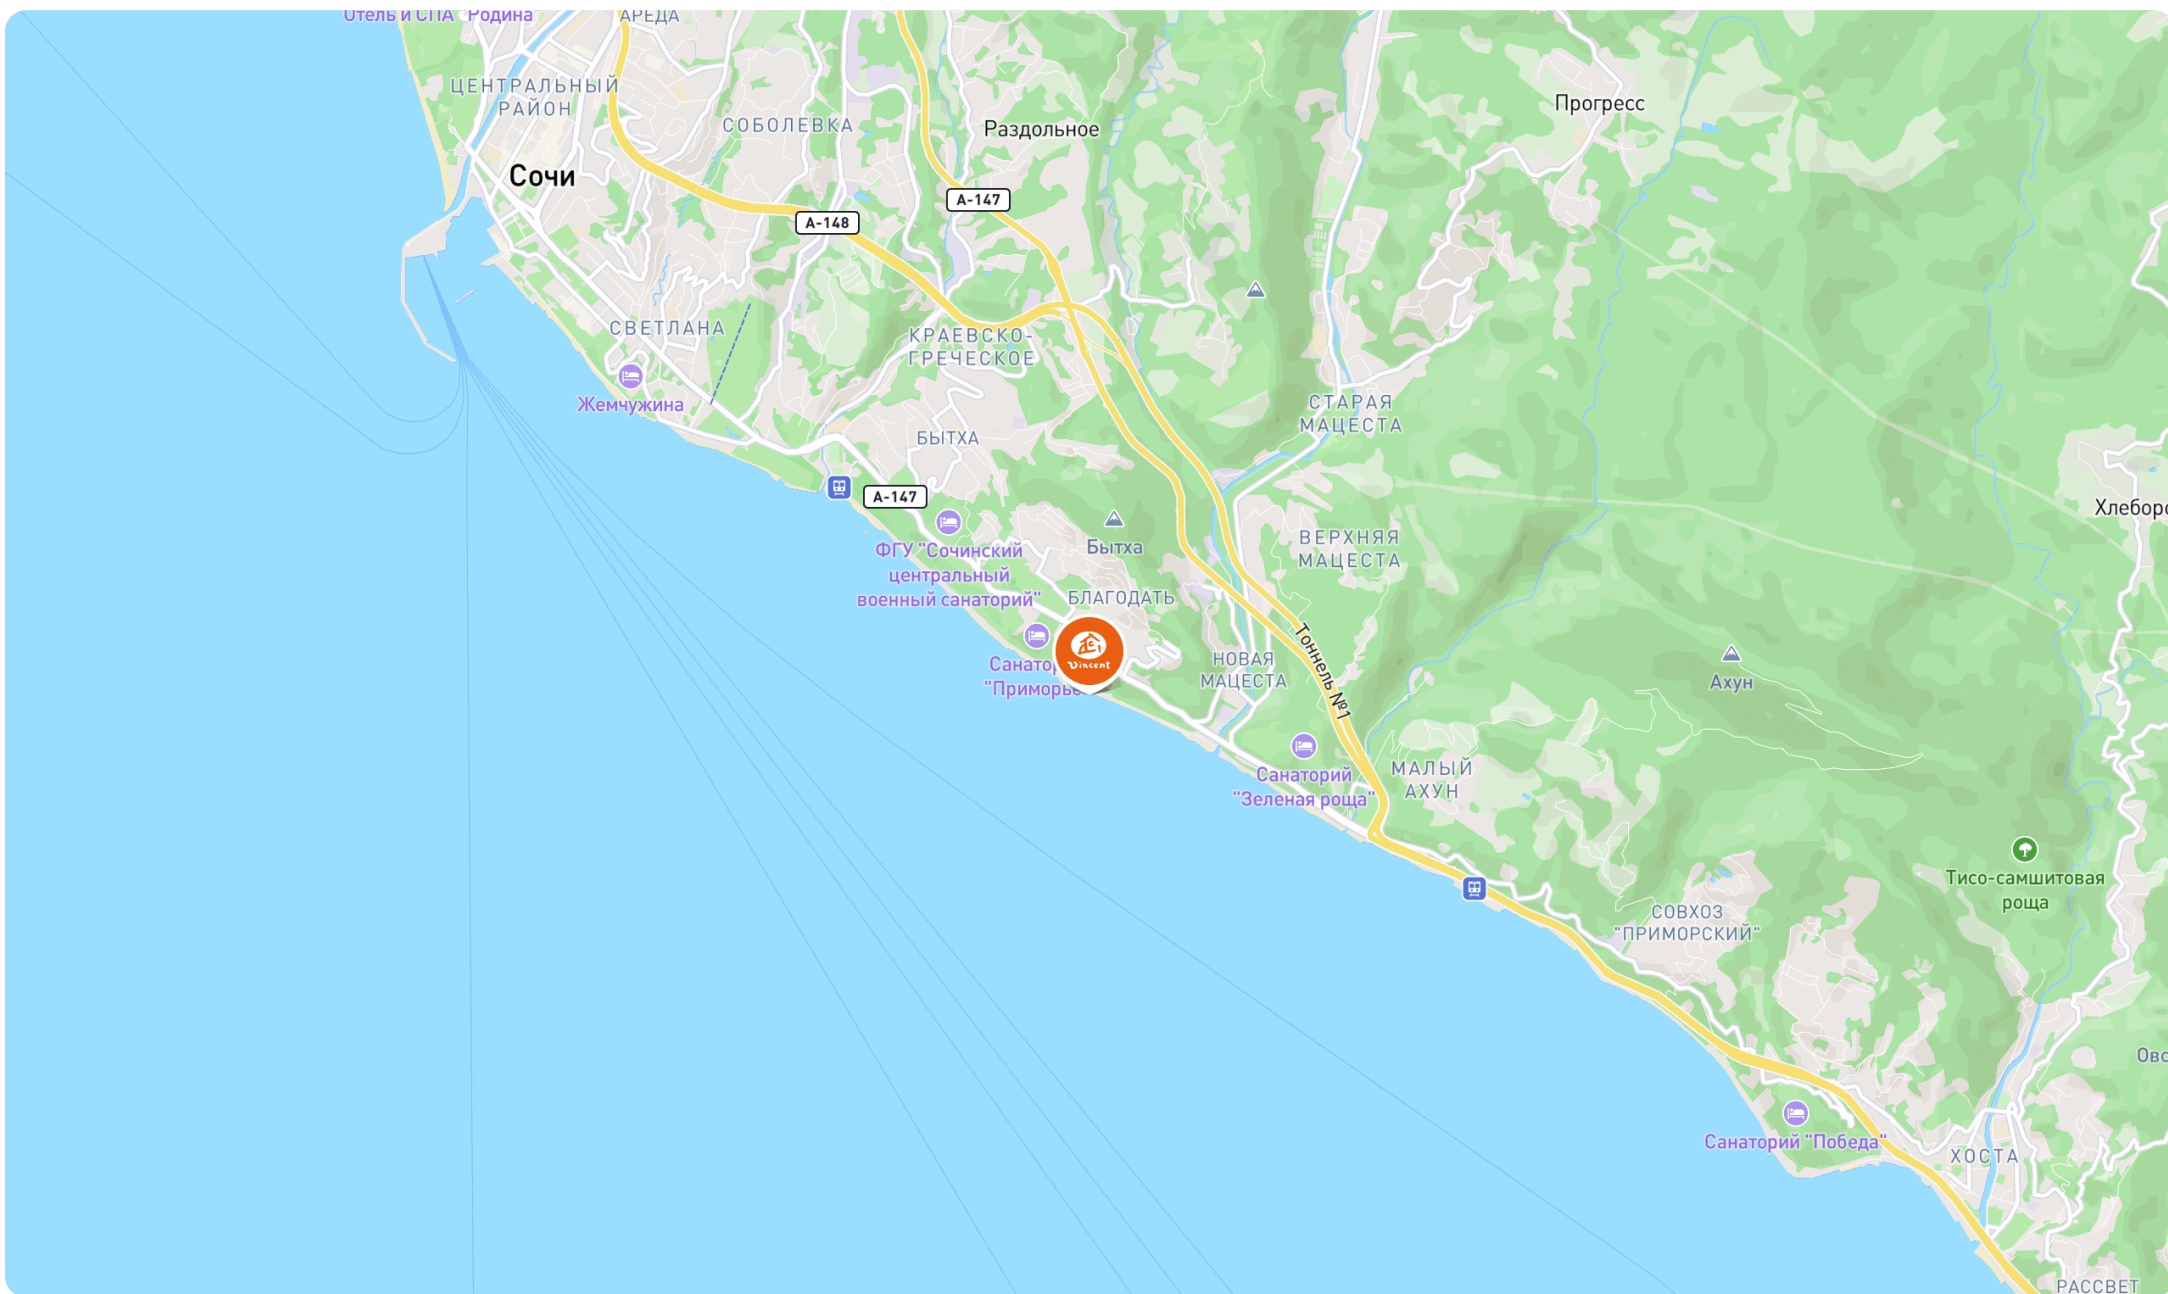 Отель и СПА "Родина"
АРЕДА
ЦЕНТРАЛЬНЫЙ
РАЙОН
СОБОЛЕВКА
Раздольное
Прогресс
Сочи
А-147
А-148
СВЕТЛАНА
КРАЕВСКО-
ГРЕЧЕСКОЕ
Жемчужина
СТАРАЯ
МАЦЕСТА
БЫТХА
А-147
Хлеборо
ФГУ "Сочинский
центральный
военный санаторий"
Бытха
ВЕРХНЯЯ
МАЦЕСТА
БЛАГОДАТЬ
Vincent
Санатор
"Приморье
НОВАЯ
МАЦЕСТА
Тоннель №1
Ахун
Санаторий
"Зеленая роща"
МАЛЫЙ
АХУН
Тисо-самшитовая
роща
СОВХОЗ
"ПРИМОРСКИЙ"
Ово
Санаторий "Победа"
ХОСТА
РАССВЕТ